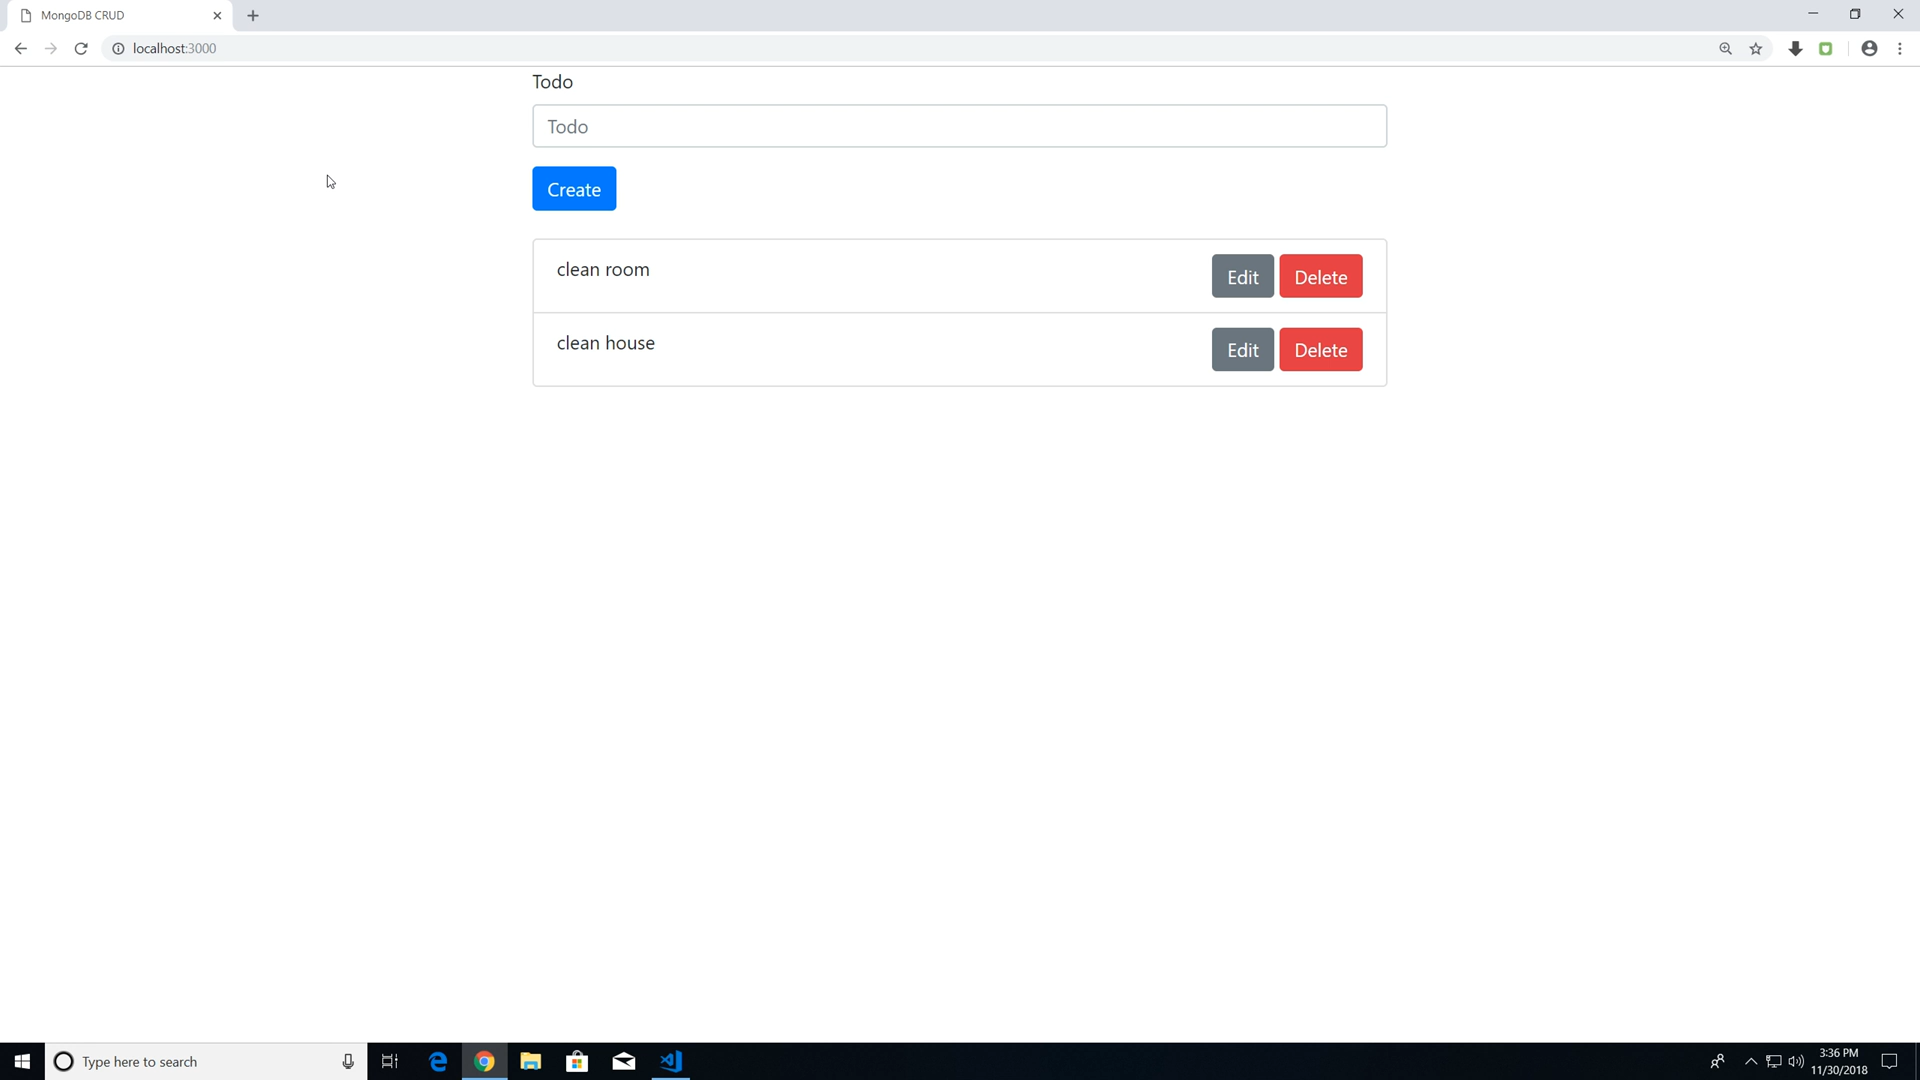 MongoDB CRUD
localhost:3000
Todo
Todo
Create
clean room
Edit Delete
clean house
Edit Delete
Type here to search
3:36 PM
11/30/2018